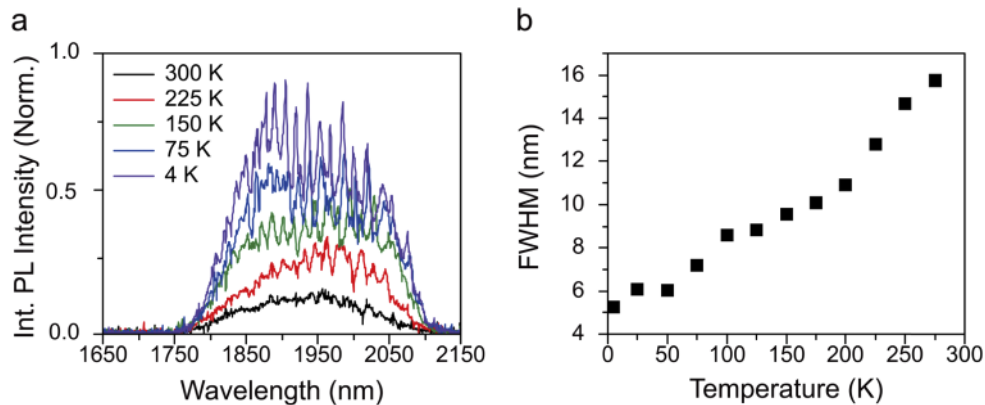 a
1.0
0.5
0.0
Int. PL Intensity (Norm.)
300 K
225 K
150 K
75 K
4 K
1650 1750 1850 1950 2050 2150
Wavelength (nm)
b
16
14
12
10
8
6
4
FWHM (nm)
0 50 100 150 200 250 300
Temperature (K)